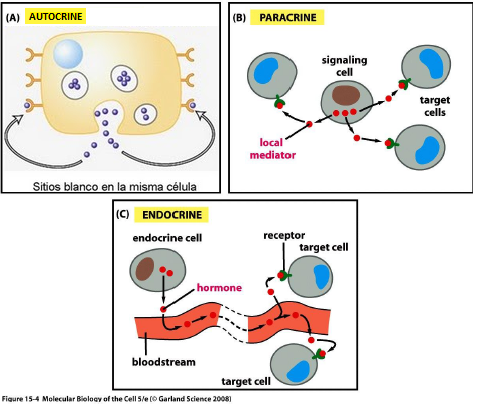 (A) AUTOCRINE
Sitios blanco en la misma célula
(B) PARACRINE
signaling
cell
target
cells
local
mediator
(C) ENDOCRINE
endocrine cell
receptor
target cell
hormone
bloodstream
target cell
Figure 15-4 Molecular Biology of the Cell 5/e (© Garland Science 2008)